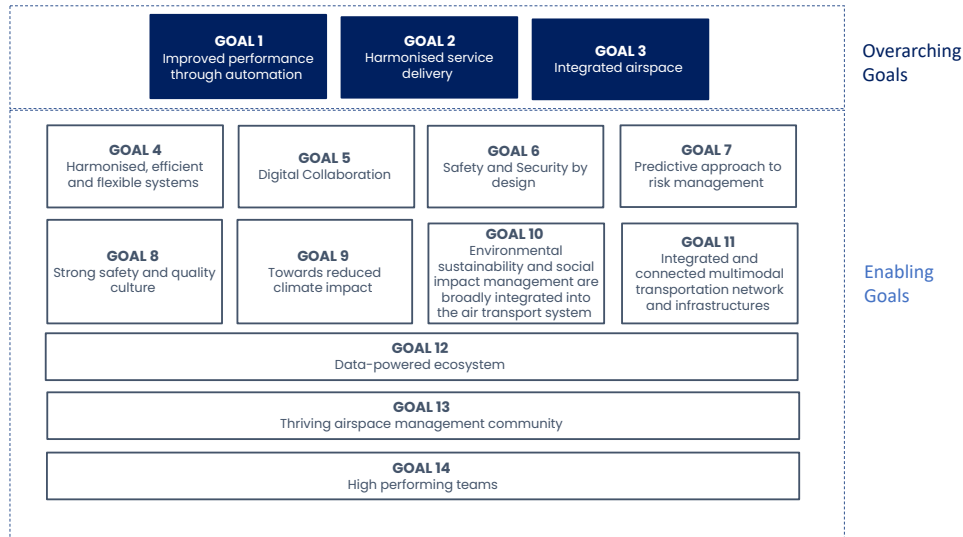 GOAL 1
Improved performance
through automation
GOAL 2
Harmonised service
delivery
GOAL 3
Integrated airspace
Overarching
Goals
GOAL 4
Harmonised, efficient
and flexible systems
GOAL 5
Digital Collaboration
GOAL 6
Safety and Security by
design
GOAL 7
Predictive approach to
risk management
GOAL 8
Strong safety and quality
culture
GOAL 9
Towards reduced
climate impact
GOAL 10
Environmental
sustainability and social
impact management are
broadly integrated into
the air transport system
GOAL 11
Integrated and
connected multimodal
transportation network
and infrastructures
Enabling
Goals
GOAL 12
Data-powered ecosystem
GOAL 13
Thriving airspace management community
GOAL 14
High performing teams